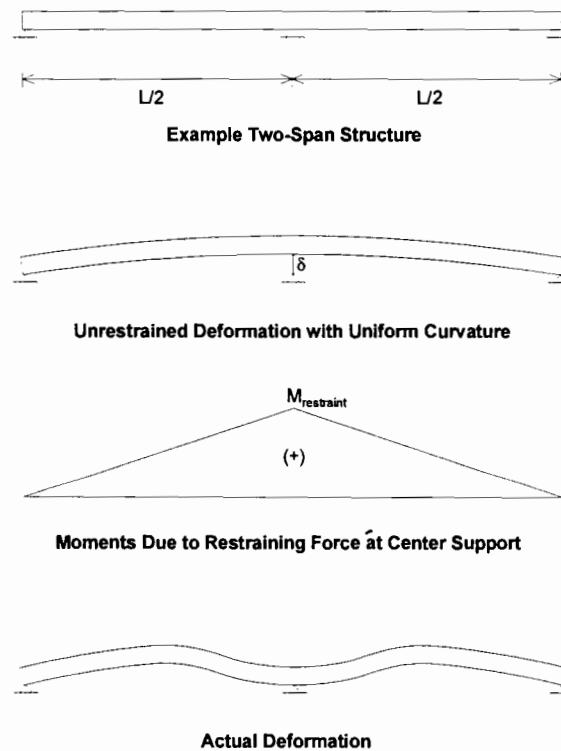 L/2 L/2
Example Two-Span Structure
δ
Unrestrained Deformation with Uniform Curvature
M_restraint
(+)
Moments Due to Restraining Force at Center Support
Actual Deformation